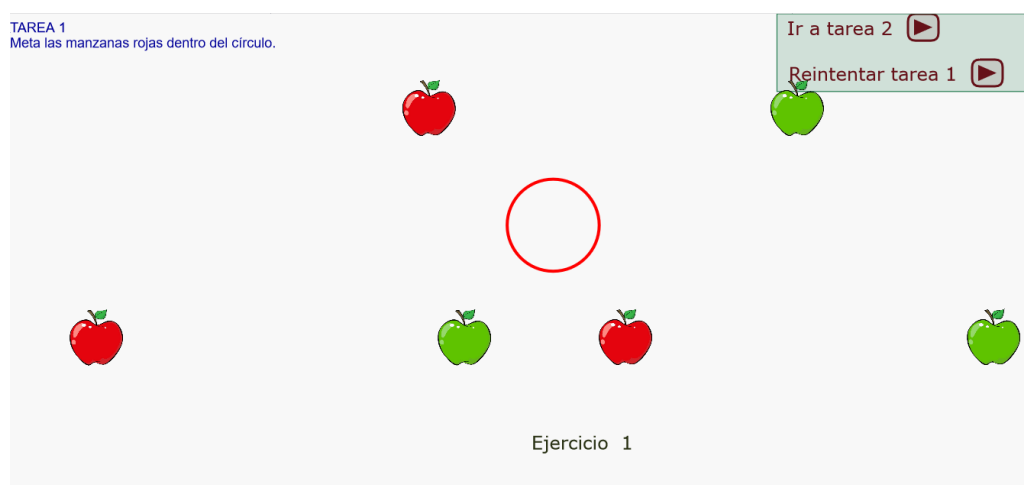 TAREA 1
Meta las manzanas rojas dentro del círculo.
Ir a tarea 2
Reintentar tarea 1
Ejercicio 1